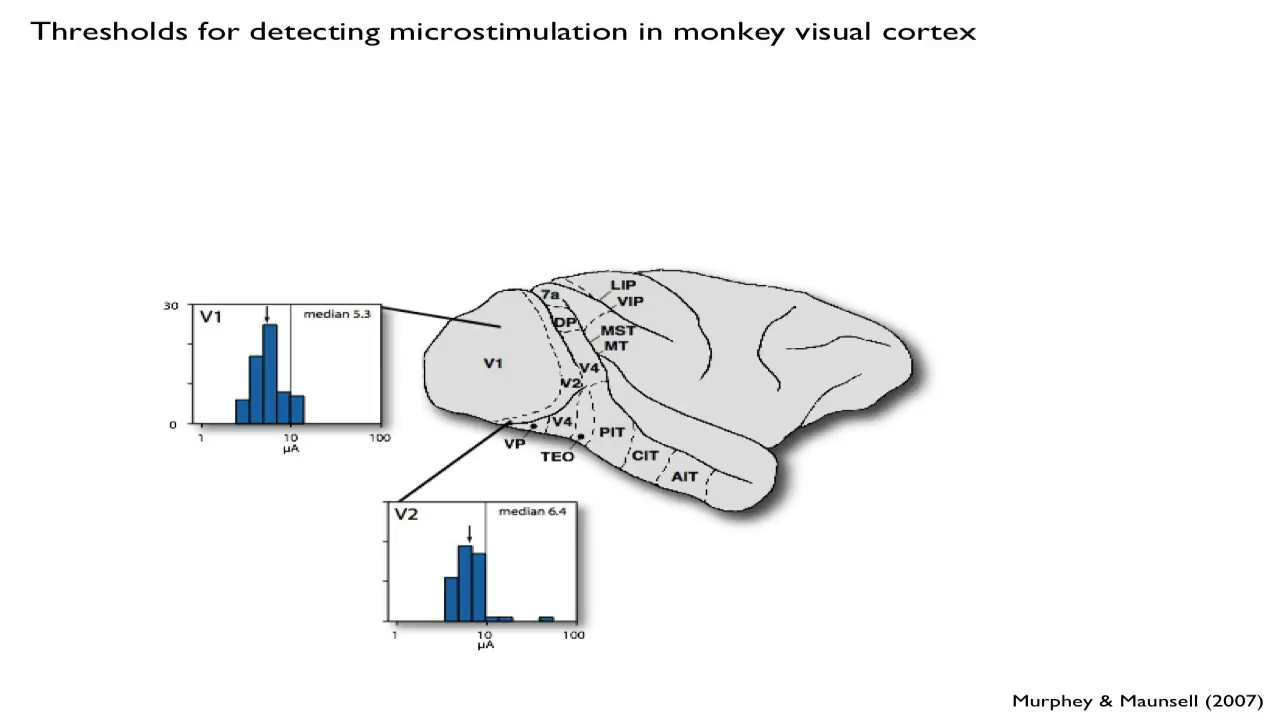 Thresholds for detecting microstimulation in monkey visual cortex
30
V1
median 5.3
0
1
10
100
µA
LIP
7a
VIP
DP
MST
MT
V1
V4
V2
V4
VP
PIT
TEO
CIT
AIT
V2
median 6.4
1
10
100
µA
Murphey & Maunsell (2007)